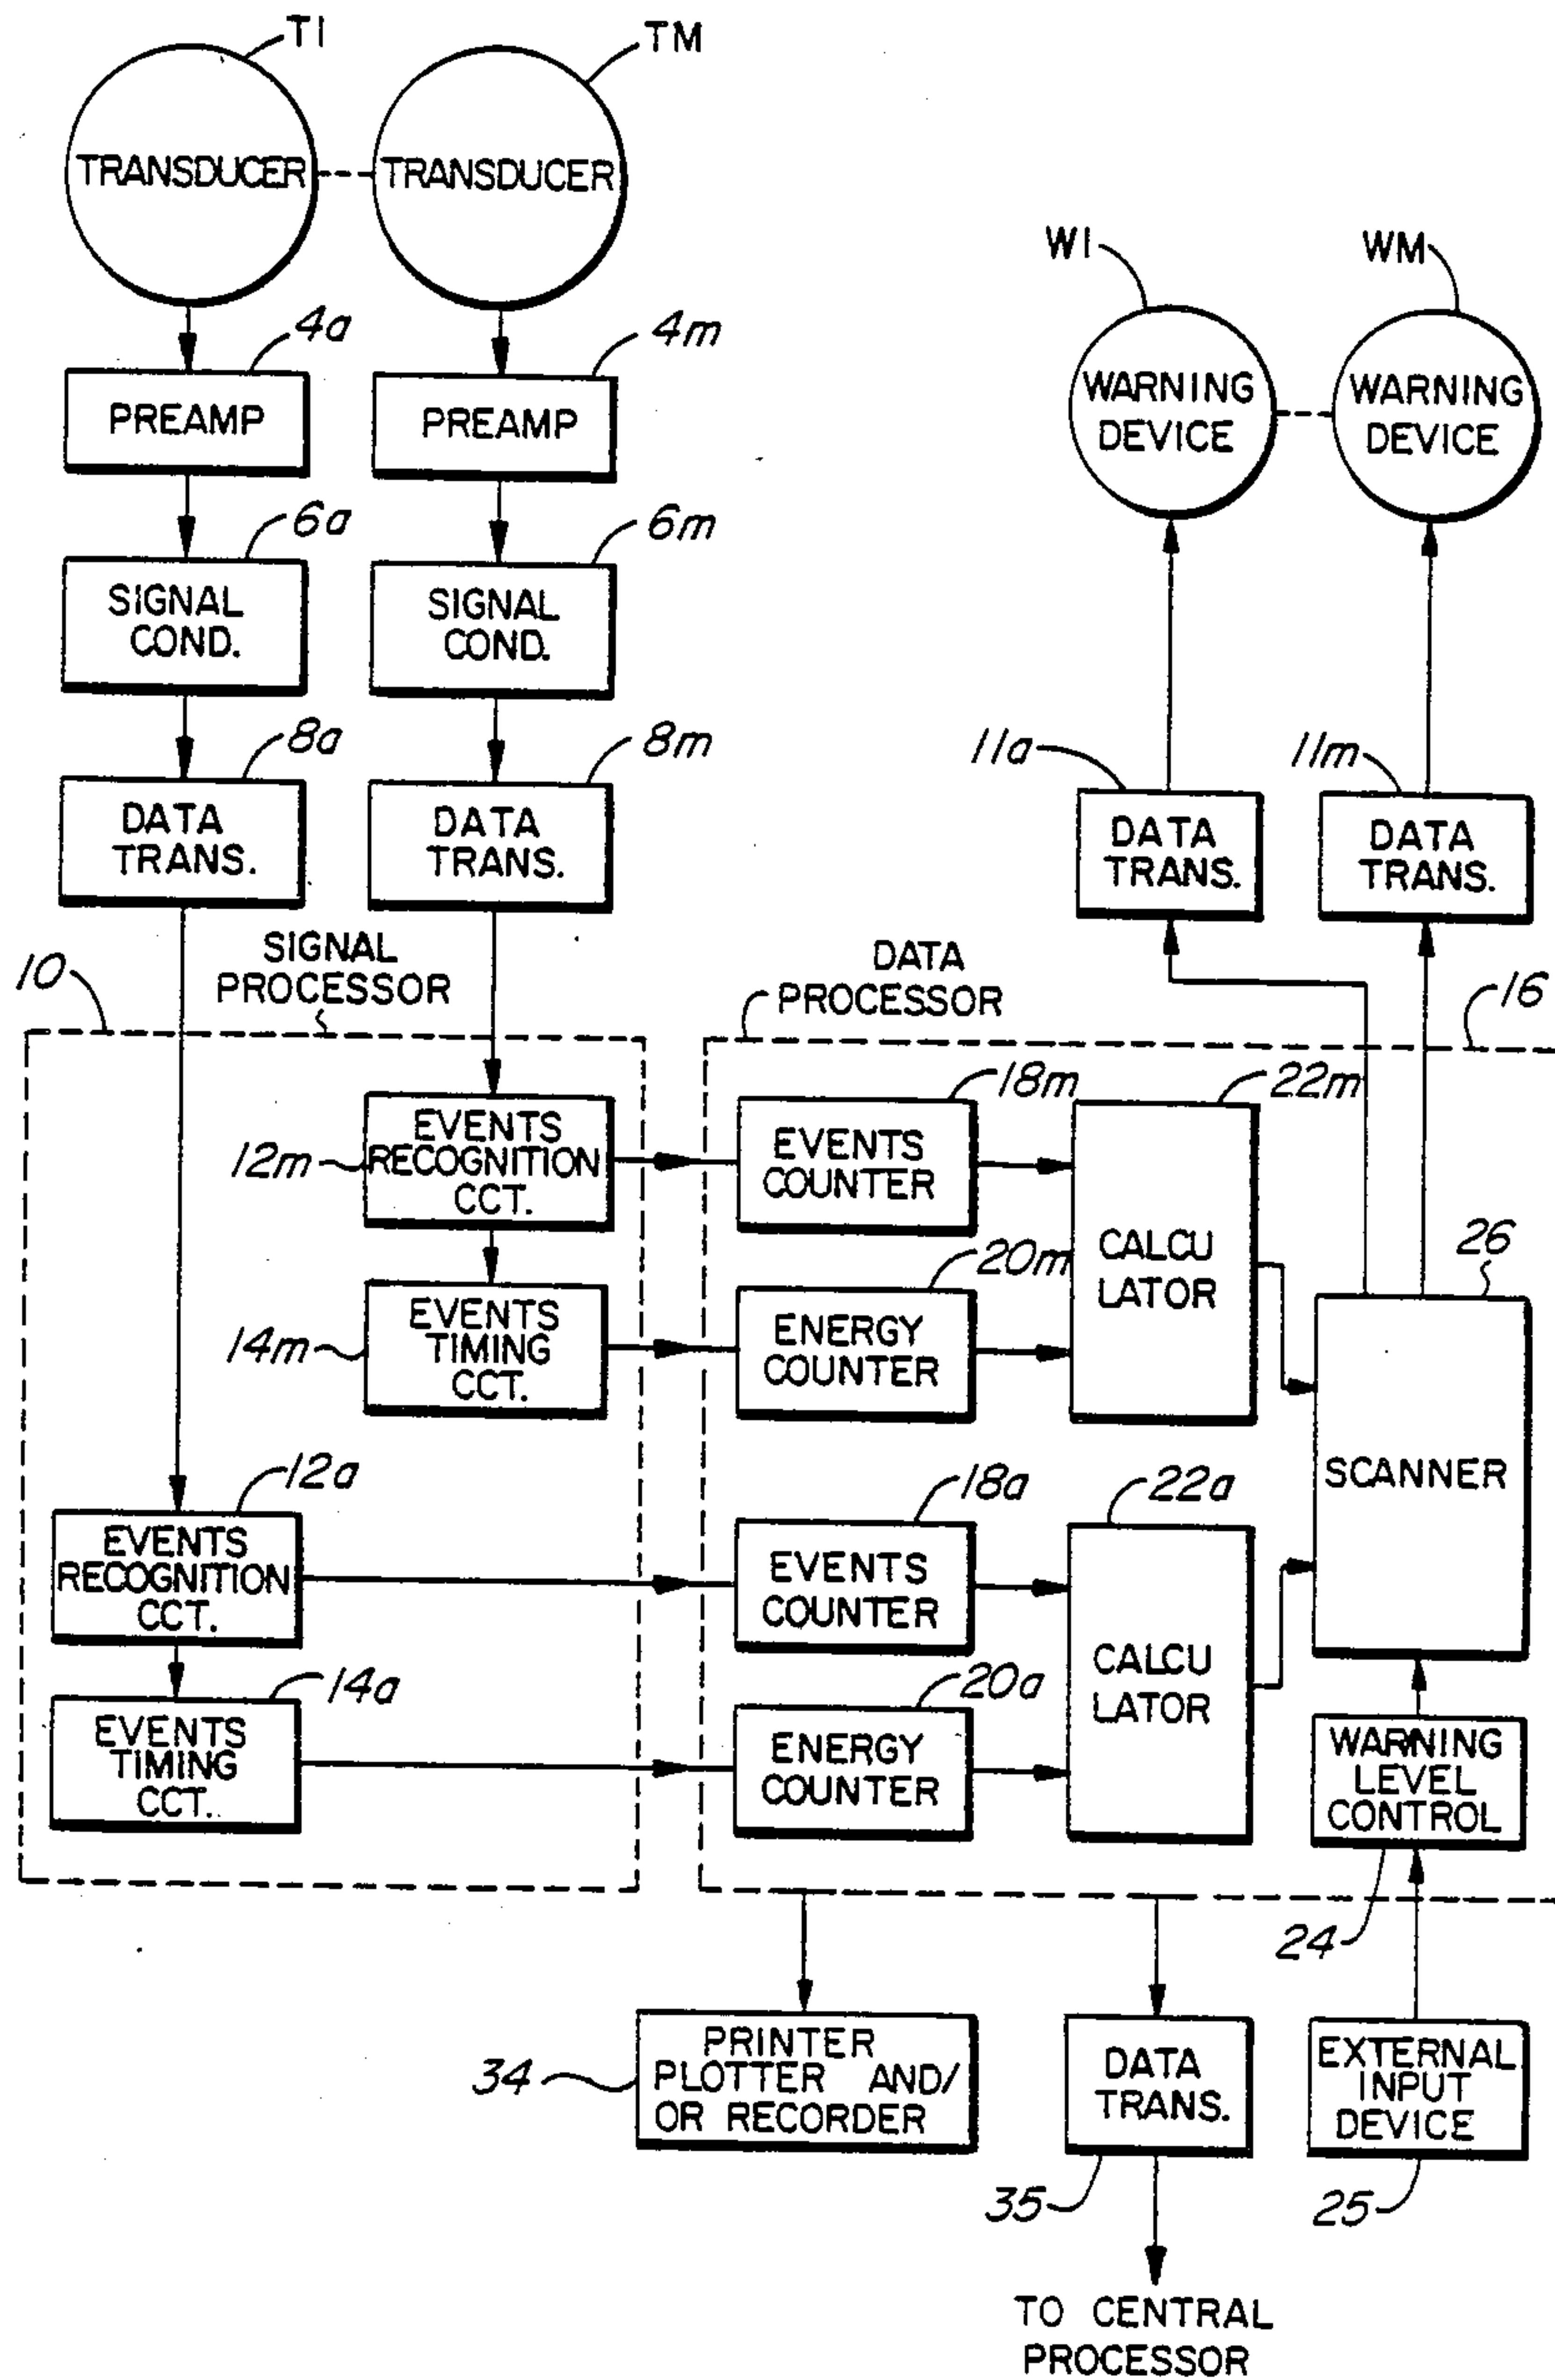 T1
TM
TRANSDUCER
TRANSDUCER
W1
WM
4a
4m
PREAMP
PREAMP
WARNING
DEVICE
WARNING
DEVICE
6a
6m
SIGNAL
COND.
SIGNAL
COND.
8a
8m
11a
11m
DATA
TRANS.
DATA
TRANS.
DATA
TRANS.
DATA
TRANS.
10
SIGNAL
PROCESSOR
DATA
PROCESSOR
16
12m
EVENTS
RECOGNITION
CCT.
18m
EVENTS
COUNTER
22m
CALCU
LATOR
14m
EVENTS
TIMING
CCT.
20m
ENERGY
COUNTER
26
SCANNER
12a
EVENTS
RECOGNITION
CCT.
18a
EVENTS
COUNTER
22a
CALCU
LATOR
14a
EVENTS
TIMING
CCT.
20a
ENERGY
COUNTER
WARNING
LEVEL
CONTROL
24
34
PRINTER
PLOTTER AND/
OR RECORDER
DATA
TRANS.
35
EXTERNAL
INPUT
DEVICE
25
TO CENTRAL
PROCESSOR